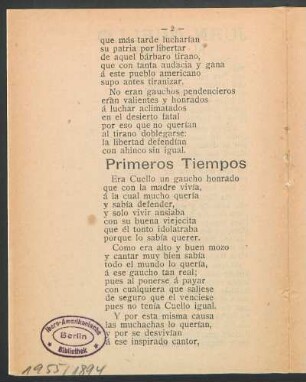 — 2 —
que más tarde lucharían
su patria por libertar
de aquel bárbaro tirano,
que con tanta audacia y gana
á este pueblo americano
supo antes tiranizar.
No eran gauchos pendencieros
eran valientes y honrados
á luchar aclimatados
en el desierto fatal
por eso que no querían
al tirano doblegarse:
la libertad defendían
con ahinco sin igual.
Primeros Tiempos
Era Cuello un gaucho honrado
que con la madre vivía,
á la cual mucho quería
y sabía defender,
y solo vivir ansiaba
con su buena viejecita
que él tonto idolatraba
porque lo sabía querer.
Como era alto y buen mozo
y cantar muy bien sabía
todo el mundo lo quería,
á ese gaucho tan real;
pues al ponerse á payar
con cualquiera que saliese
de seguro que el venciese
pues no tenía Cuello igual.
Y por esta misma causa
las muchachas lo querían,
y por se desvivían
á ese inspirado cantor,
Ibero-Amerikanische
Berlin
Bibliothek
1955/1894